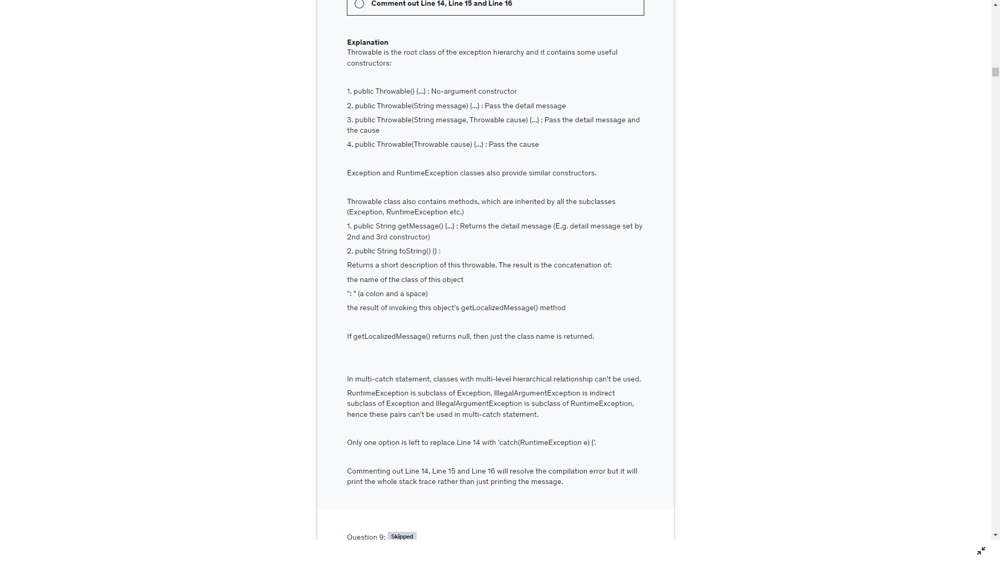 Comment out Line 14, Line 15 and Line 16
Explanation
Throwable is the root class of the exception hierarchy and it contains some useful
constructors:
1. public Throwable() {...} : No-argument constructor
2. public Throwable(String message) {...} : Pass the detail message
3. public Throwable(String message, Throwable cause) {...} : Pass the detail message and
the cause
4. public Throwable(Throwable cause) {...} : Pass the cause
Exception and RuntimeException classes also provide similar constructors.
Throwable class also contains methods, which are inherited by all the subclasses
(Exception, RuntimeException etc.)
1. public String getMessage() {...} : Returns the detail message (E.g. detail message set by
2nd and 3rd constructor)
2. public String toString() {} :
Returns a short description of this throwable. The result is the concatenation of:
the name of the class of this object
": " (a colon and a space)
the result of invoking this object's getLocalizedMessage() method
If getLocalizedMessage() returns null, then just the class name is returned.
In multi-catch statement, classes with multi-level hierarchical relationship can't be used.
RuntimeException is subclass of Exception, IllegalArgumentException is indirect
subclass of Exception and IllegalArgumentException is subclass of RuntimeException,
hence these pairs can't be used in multi-catch statement.
Only one option is left to replace Line 14 with 'catch(RuntimeException e) {'.
Commenting out Line 14, Line 15 and Line 16 will resolve the compilation error but it will
print the whole stack trace rather than just printing the message.
Question 9: Skipped